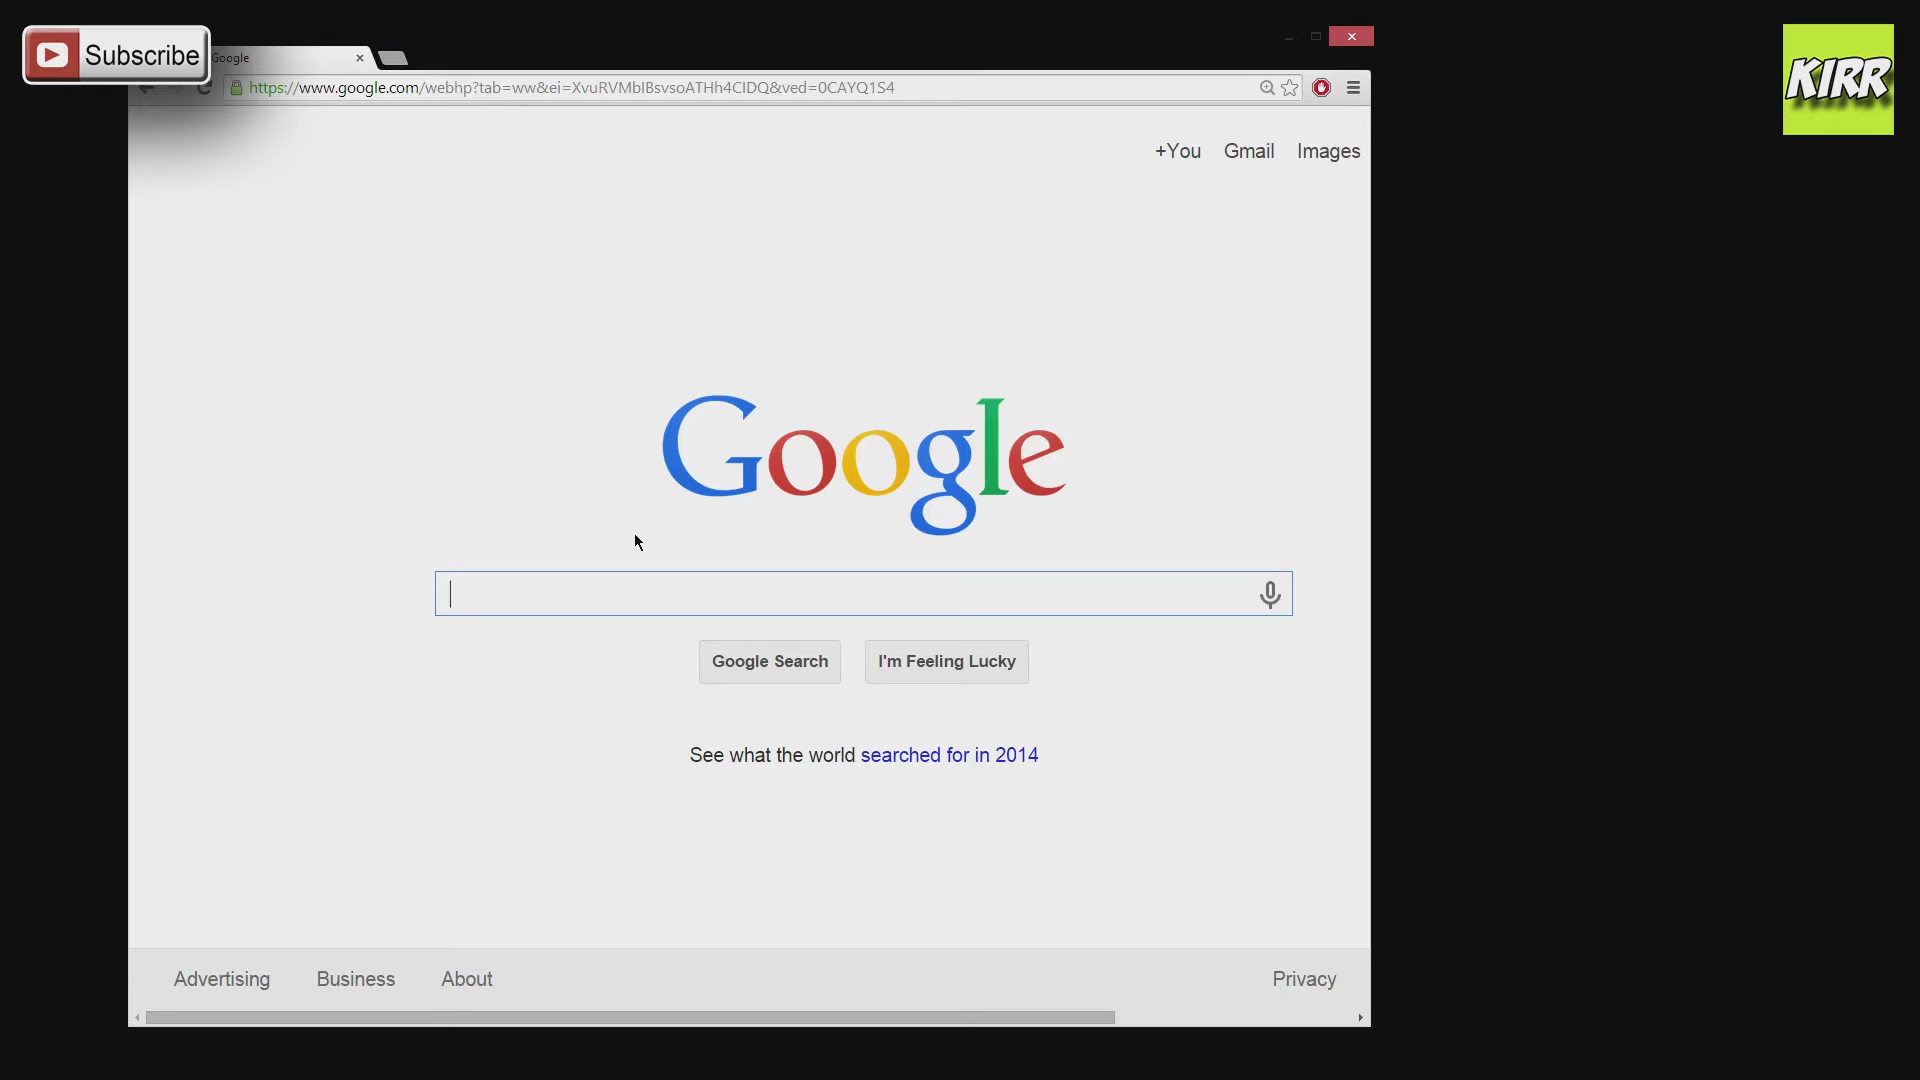 Subscribe
Google
https://www.google.com/webhp?tab=ww&ei=XvuRVMbIBsvsoATHh4CIDQ&ved=0CAYQ1S4
KIRR
+You Gmail Images
Google
Google Search I'm Feeling Lucky
See what the world searched for in 2014
Advertising Business About Privacy